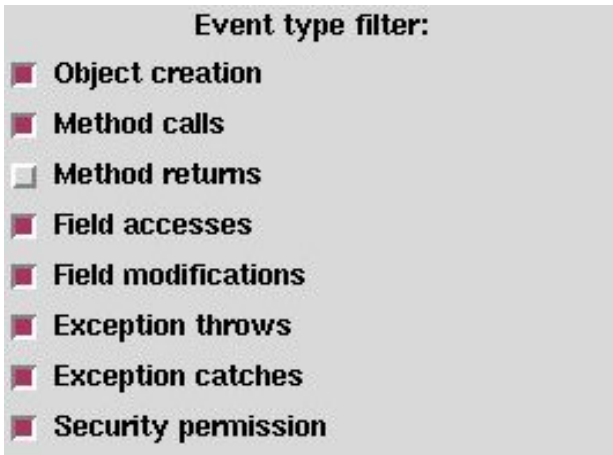 Event type filter:
Object creation
Method calls
Method returns
Field accesses
Field modifications
Exception throws
Exception catches
Security permission